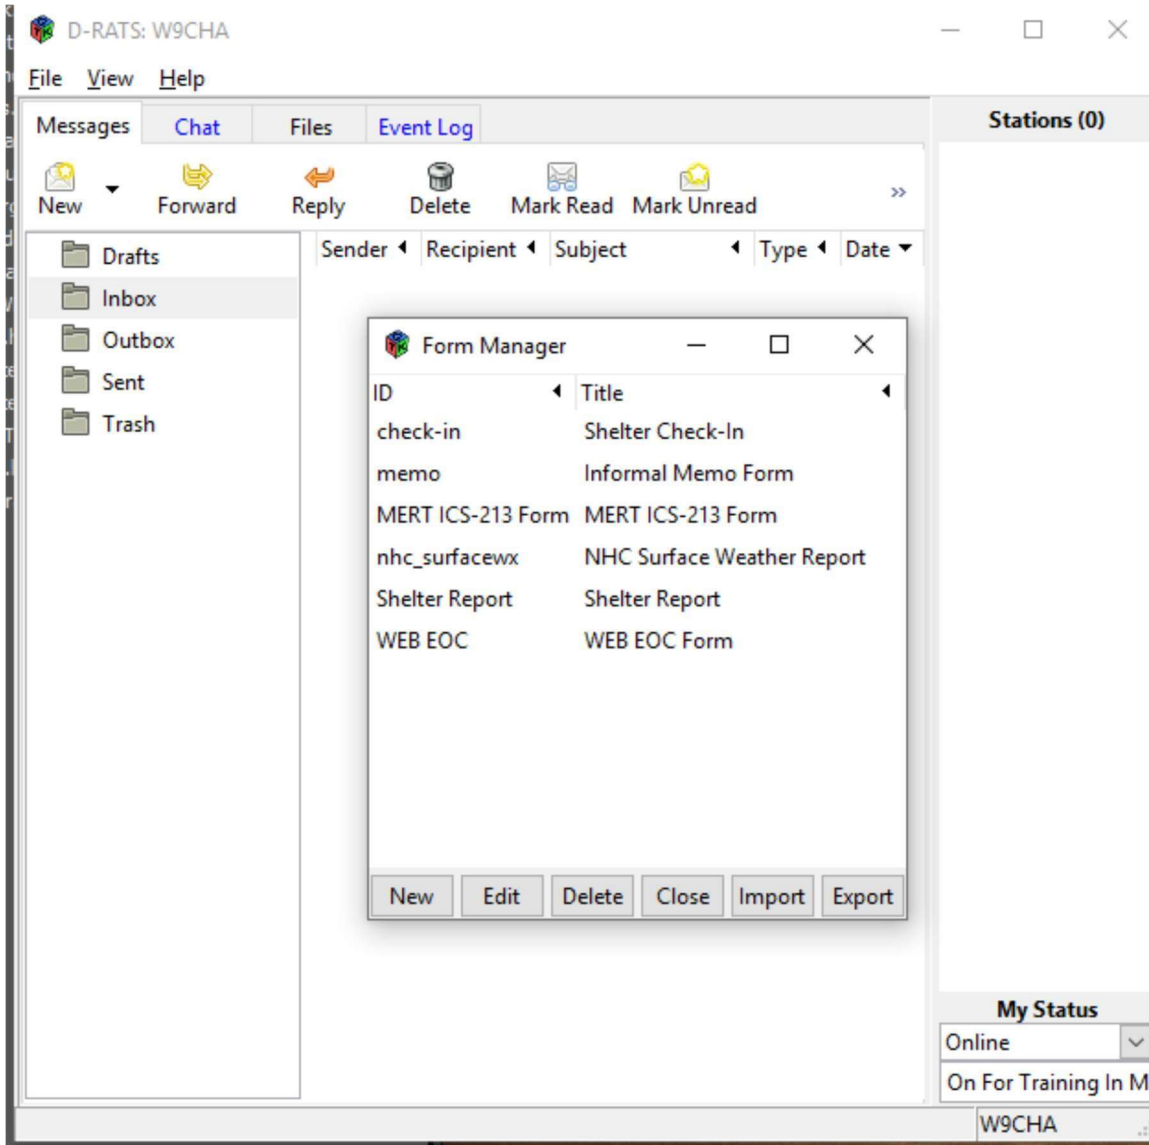 D-RATS: W9CHA
File View Help
Messages Chat Files Event Log
Stations (0)
New Forward Reply Delete Mark Read Mark Unread »
Drafts
Inbox
Outbox
Sent
Trash
Sender Recipient Subject Type Date
Form Manager
ID Title
check-in Shelter Check-In
memo Informal Memo Form
MERT ICS-213 Form MERT ICS-213 Form
nhc_surfacewx NHC Surface Weather Report
Shelter Report Shelter Report
WEB EOC WEB EOC Form
New Edit Delete Close Import Export
My Status
Online
On For Training In M
W9CHA